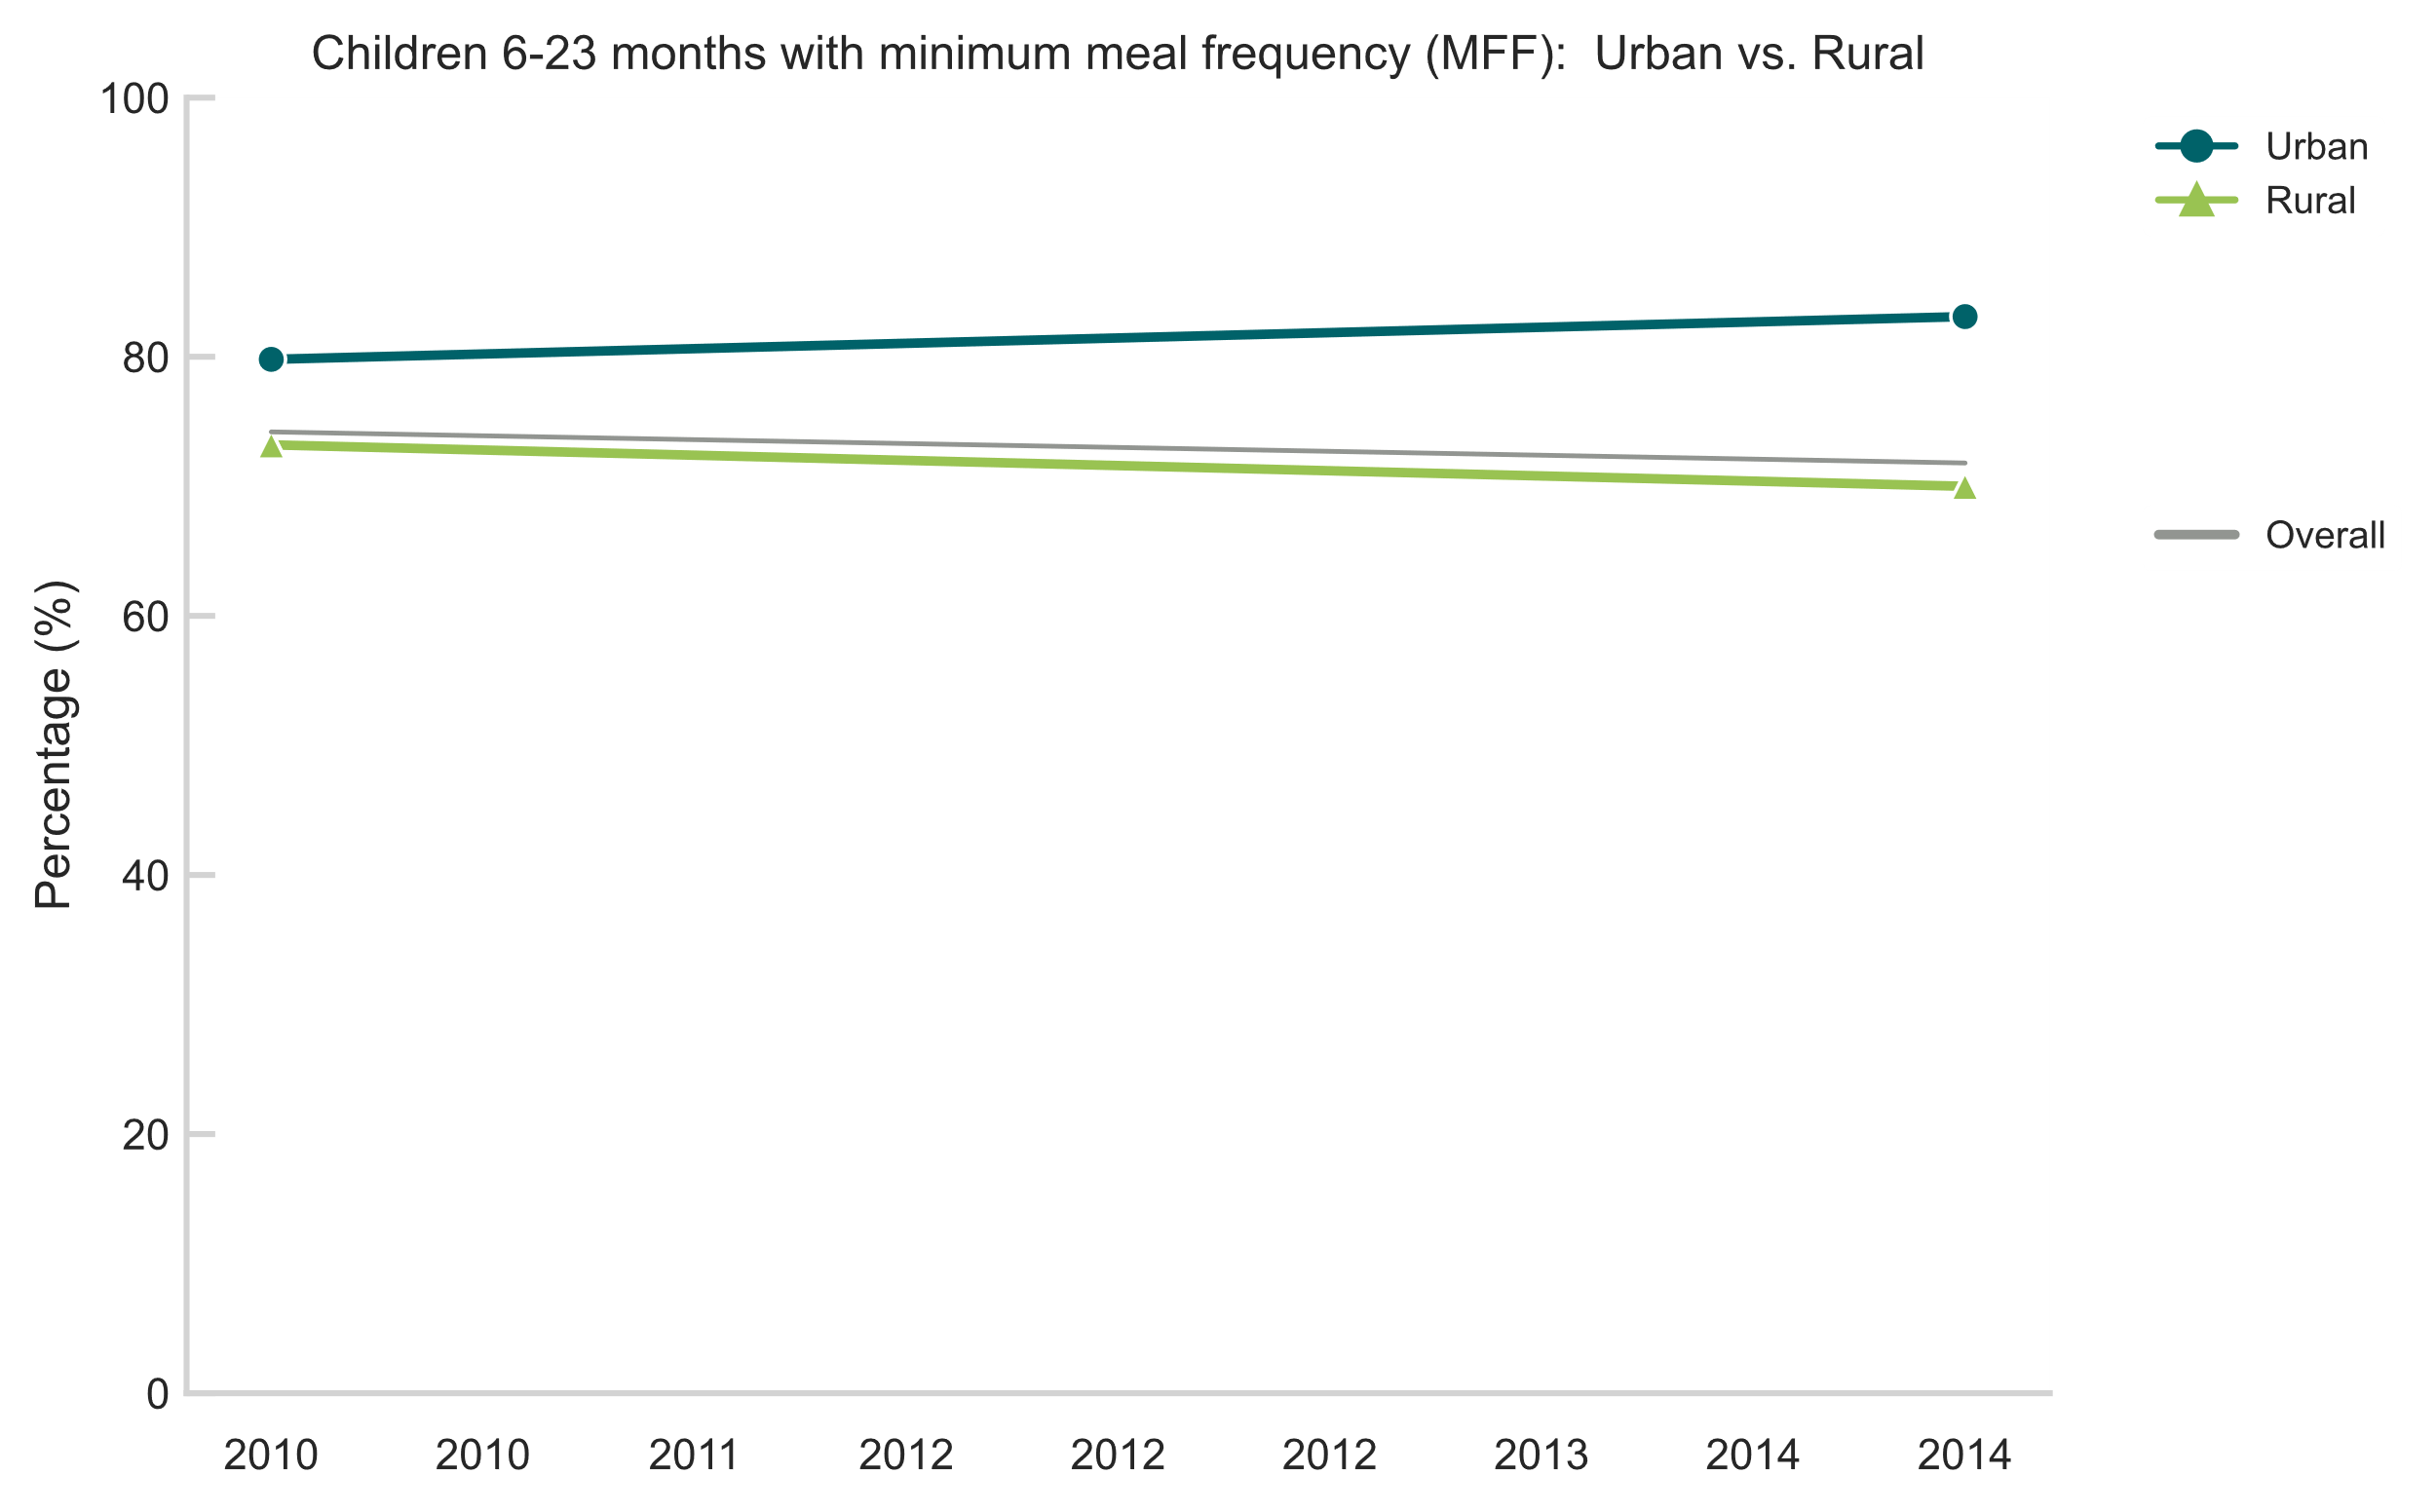 Children 6-23 months with minimum meal frequency (MFF):  Urban vs. Rural
100
80
60
40
20
0
Percentage (%)
2010 2010 2011 2012 2012 2012 2013 2014 2014
Urban
Rural
Overall